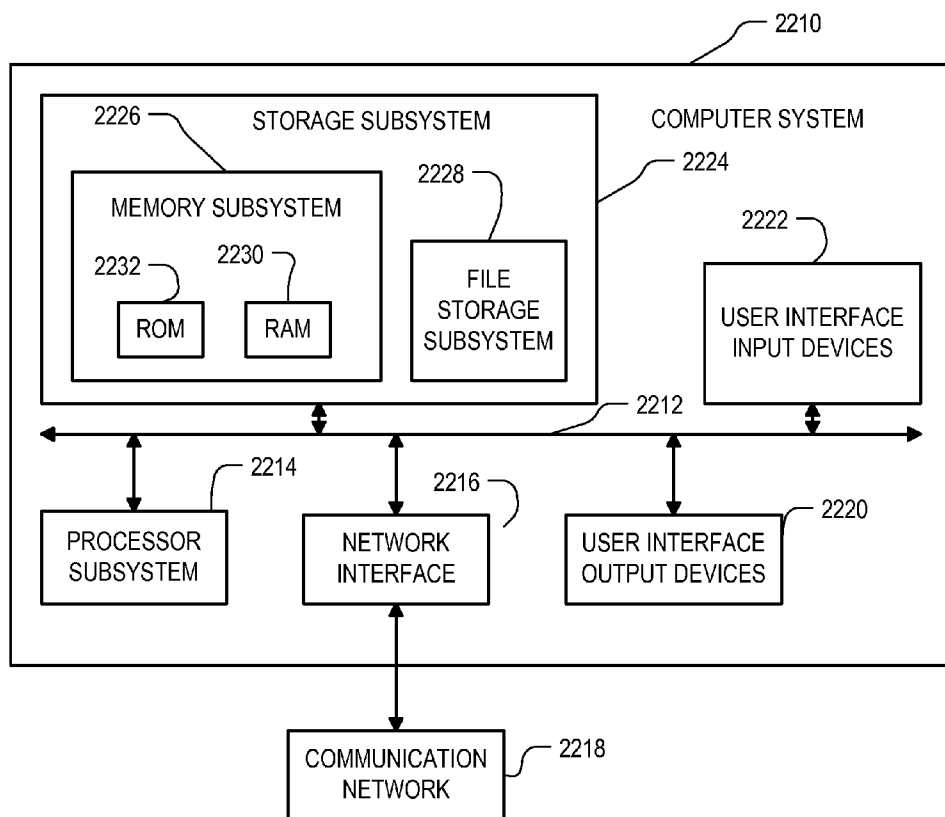 2210
STORAGE SUBSYSTEM
COMPUTER SYSTEM
2226
2224
2228
MEMORY SUBSYSTEM
2222
2232
2230
FILE
STORAGE
SUBSYSTEM
ROM
RAM
USER INTERFACE
INPUT DEVICES
2212
2214
2216
2220
PROCESSOR
SUBSYSTEM
NETWORK
INTERFACE
USER INTERFACE
OUTPUT DEVICES
COMMUNICATION
NETWORK
2218